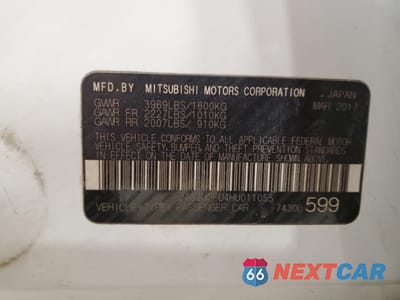 MFD.BY MITSUBISHI MOTORS CORPORATION , JAPAN
GVWR 3969LBS/1800KG MAR 2017
GAWR FR 2227LBS/1010KG
GAWR RR 2007LBS/ 910KG
THIS VEHICLE CONFORMS TO ALL APPLICABLE FEDERAL MOTOR
VEHICLE SAFETY, BUMPER, AND THEFT PREVENTION STANDARDS
IN EFFECT ON THE DATE OF MANUFACTURE SHOWN ABOVE.
VEHICLE TYPE: PASSENGER CAR 7430B 599
66 NEXTCAR